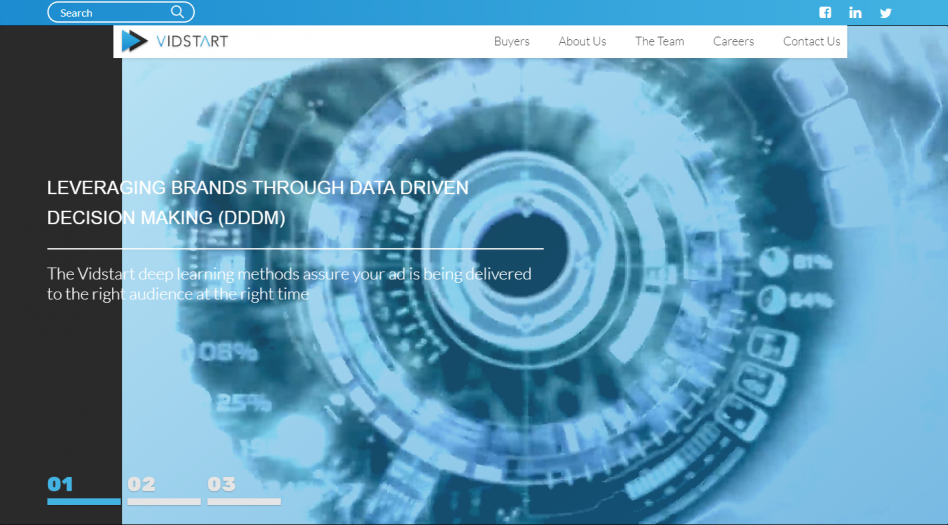 Search
VIDSTART
Buyers About Us The Team Careers Contact Us
LEVERAGING BRANDS THROUGH DATA DRIVEN
DECISION MAKING (DDDM)
The Vidstart deep learning methods assure your ad is being delivered
to the right audience at the right time
81%
64%
08%
25%
01 02 03